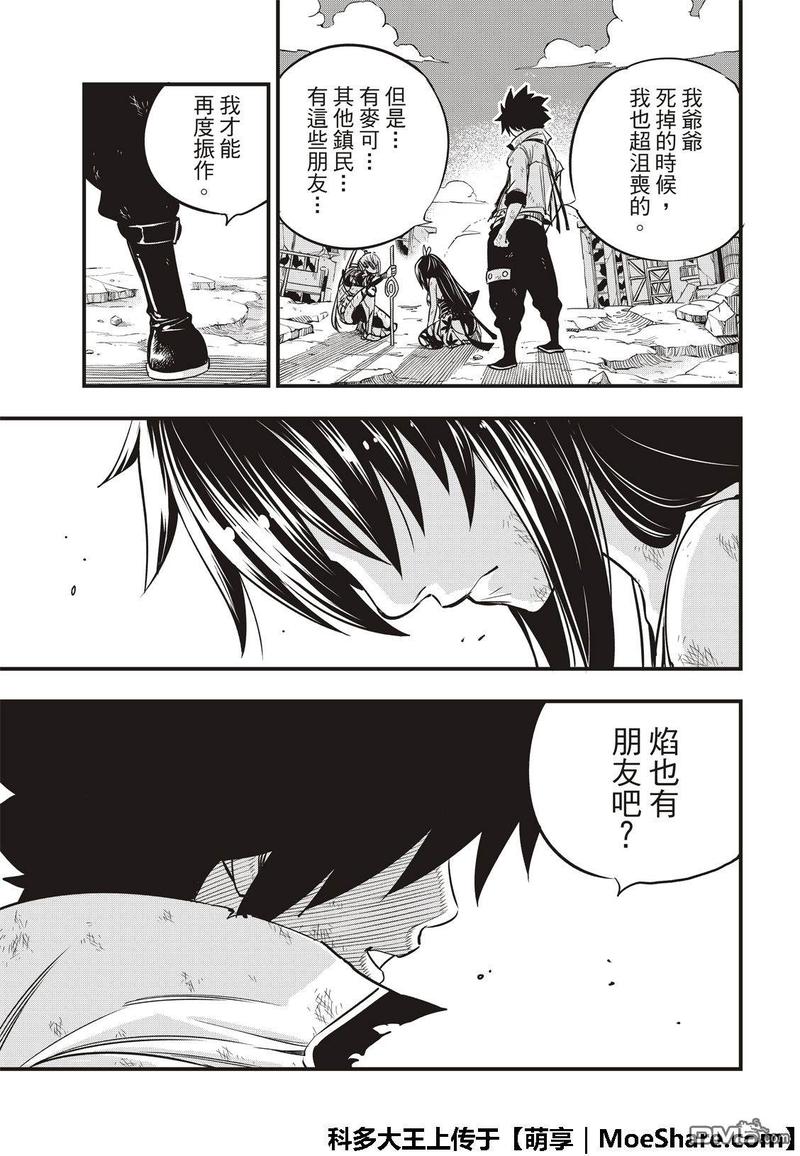 我爺爺
死掉的時候，
我也超沮喪的。
但是…
有麥可…
其他鎮民…
有這些朋友…
我才能
再度振作。
焰也有
朋友吧？
科多大王上传于【萌享｜MoeShare.com】